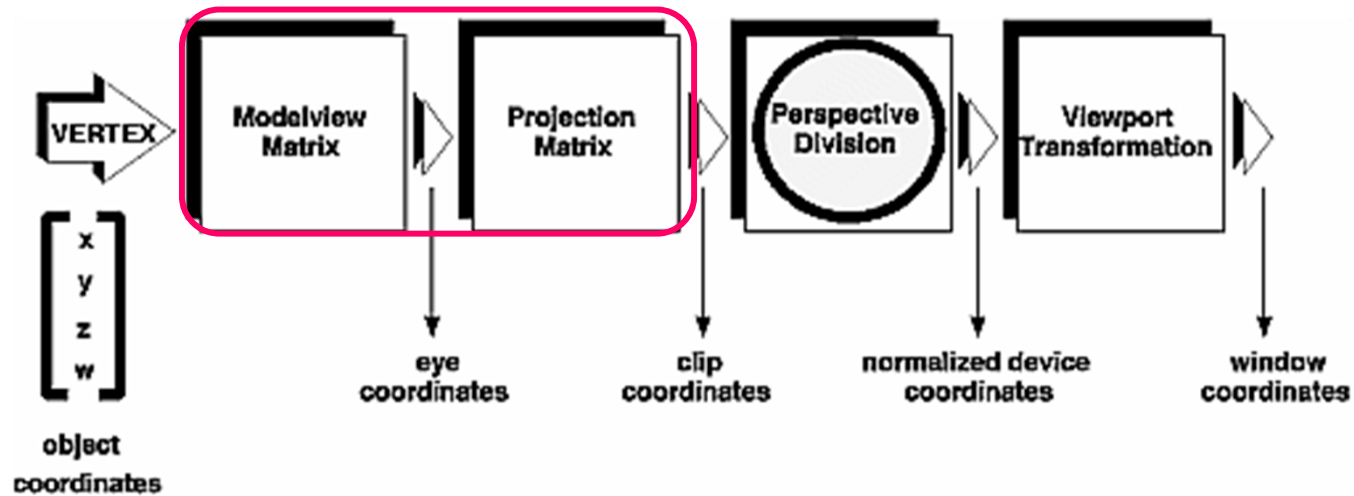 VERTEX
Modelview
Matrix
Projection
Matrix
Perspective
Division
Viewport
Transformation
x
y
z
w
object
coordinates
eye
coordinates
clip
coordinates
normalized device
coordinates
window
coordinates